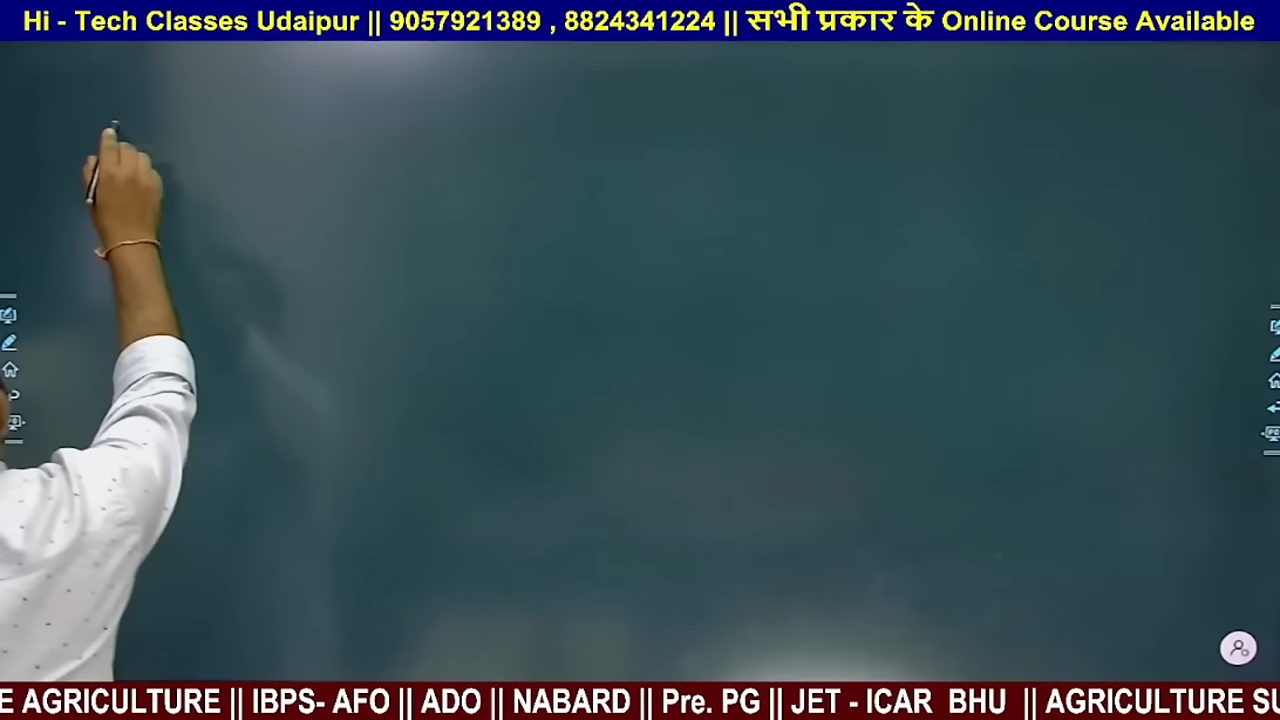 Hi - Tech Classes Udaipur || 9057921389 , 8824341224 || सभी प्रकार के Online Course Available
E AGRICULTURE || IBPS- AFO || ADO || NABARD || Pre. PG || JET - ICAR BHU || AGRICULTURE SU